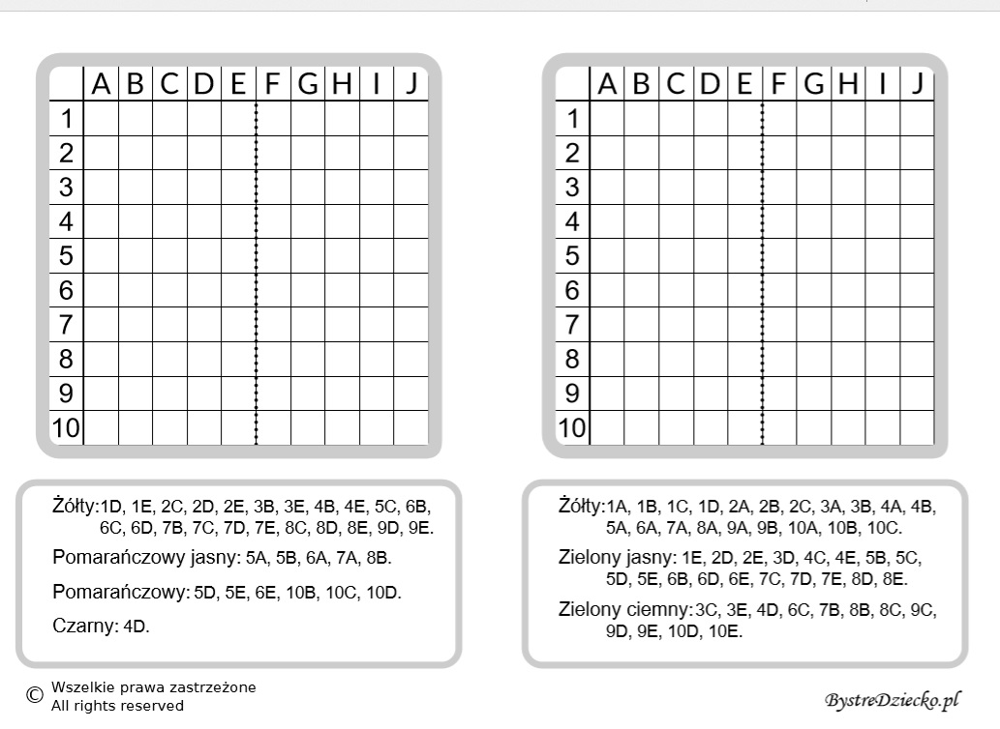 A B C D E F G H I J
1
2
3
4
5
6
7
8
9
10
Żółty:1D, 1E, 2C, 2D, 2E, 3B, 3E, 4B, 4E, 5C, 6B,
6C, 6D, 7B, 7C, 7D, 7E, 8C, 8D, 8E, 9D, 9E.
Pomarańczowy jasny: 5A, 5B, 6A, 7A, 8B.
Pomarańczowy: 5D, 5E, 6E, 10B, 10C, 10D.
Czarny: 4D.
A B C D E F G H I J
1
2
3
4
5
6
7
8
9
10
Żółty:1A, 1B, 1C, 1D, 2A, 2B, 2C, 3A, 3B, 4A, 4B,
5A, 6A, 7A, 8A, 9A, 9B, 10A, 10B, 10C.
Zielony jasny: 1E, 2D, 2E, 3D, 4C, 4E, 5B, 5C,
5D, 5E, 6B, 6D, 6E, 7C, 7D, 7E, 8D, 8E.
Zielony ciemny:3C, 3E, 4D, 6C, 7B, 8B, 8C, 9C,
9D, 9E, 10D, 10E.
© Wszelkie prawa zastrzeżone
All rights reserved
BystreDziecko.pl